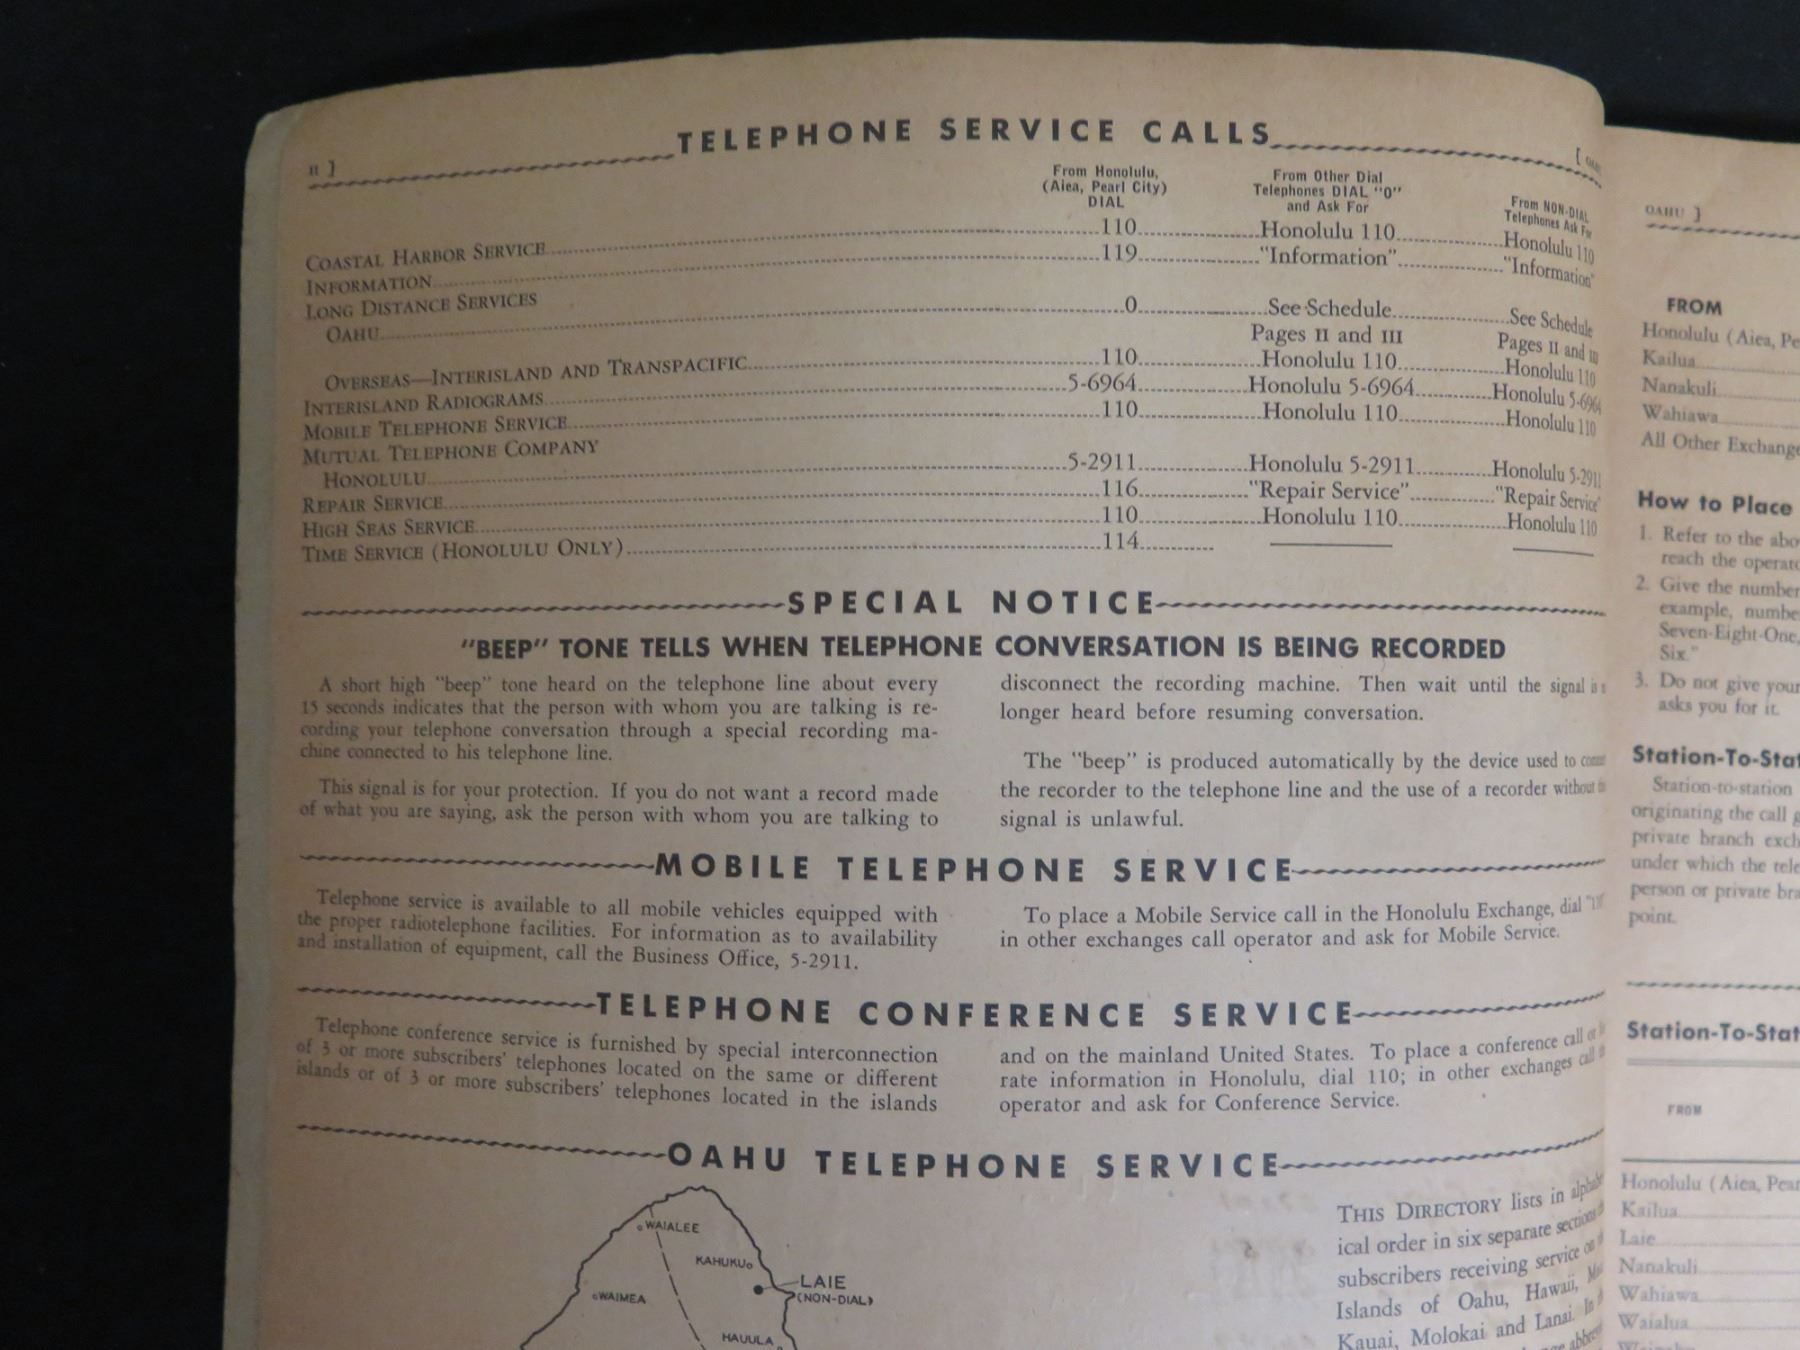 II ]
TELEPHONE SERVICE CALLS
From Honolulu, (Aiea, Pearl City) DIAL
From Other Dial Telephones DIAL "0" and Ask For
From NON-DIAL Telephones Ask For
COASTAL HARBOR SERVICE 110 Honolulu 110 Honolulu 110
INFORMATION 119 "Information" "Information"
LONG DISTANCE SERVICES
OAHU 0 See Schedule See Schedule
Pages II and III Pages II and III
OVERSEAS—INTERISLAND AND TRANSPACIFIC 110 Honolulu 110 Honolulu 110
INTERISLAND RADIOGRAMS 5-6964 Honolulu 5-6964 Honolulu 5-6964
MOBILE TELEPHONE SERVICE 110 Honolulu 110 Honolulu 110
MUTUAL TELEPHONE COMPANY
HONOLULU 5-2911 Honolulu 5-2911 Honolulu 5-2911
REPAIR SERVICE 116 "Repair Service" "Repair Service"
HIGH SEAS SERVICE 110 Honolulu 110 Honolulu 110
TIME SERVICE (HONOLULU ONLY) 114
SPECIAL NOTICE
"BEEP" TONE TELLS WHEN TELEPHONE CONVERSATION IS BEING RECORDED
A short high "beep" tone heard on the telephone line about every
15 seconds indicates that the person with whom you are talking is re-
cording your telephone conversation through a special recording ma-
chine connected to his telephone line.
This signal is for your protection. If you do not want a record made
of what you are saying, ask the person with whom you are talking to
disconnect the recording machine. Then wait until the signal is
longer heard before resuming conversation.
The "beep" is produced automatically by the device used to
the recorder to the telephone line and the use of a recorder without
signal is unlawful.
MOBILE TELEPHONE SERVICE
Telephone service is available to all mobile vehicles equipped with
the proper radiotelephone facilities. For information as to availability
and installation of equipment, call the Business Office, 5-2911.
To place a Mobile Service call in the Honolulu Exchange, dial
in other exchanges call operator and ask for Mobile Service.
TELEPHONE CONFERENCE SERVICE
Telephone conference service is furnished by special interconnection
of 3 or more subscribers' telephones located on the same or different
islands or of 3 or more subscribers' telephones located in the islands
and on the mainland United States. To place a conference call or
rate information in Honolulu, dial 110; in other exchanges call
operator and ask for Conference Service.
OAHU TELEPHONE SERVICE
WAIALEE
KAHUKU
LAIE
(NON-DIAL)
WAIMEA
HAUULA
THIS DIRECTORY lists in
ical order in six separate sections
subscribers receiving service on
Islands of Oahu, Hawaii,
Kauai, Molokai and Lanai. In
OAHU ]
FROM
Honolulu (Aiea,
Kailua
Nanakuli
Wahiawa
All Other
How to Place
1. Refer to the
reach the
2. Give the number
example,
Seven-Eight-One,
Six."
3. Do not give your
asks you for it.
Station-To-
Station-to-station
originating the call
private branch
under which the
person or private
point.
Station-To-
FROM
Honolulu (Aiea,
Kailua
Laie
Nanakuli
Wahiawa
Waialua